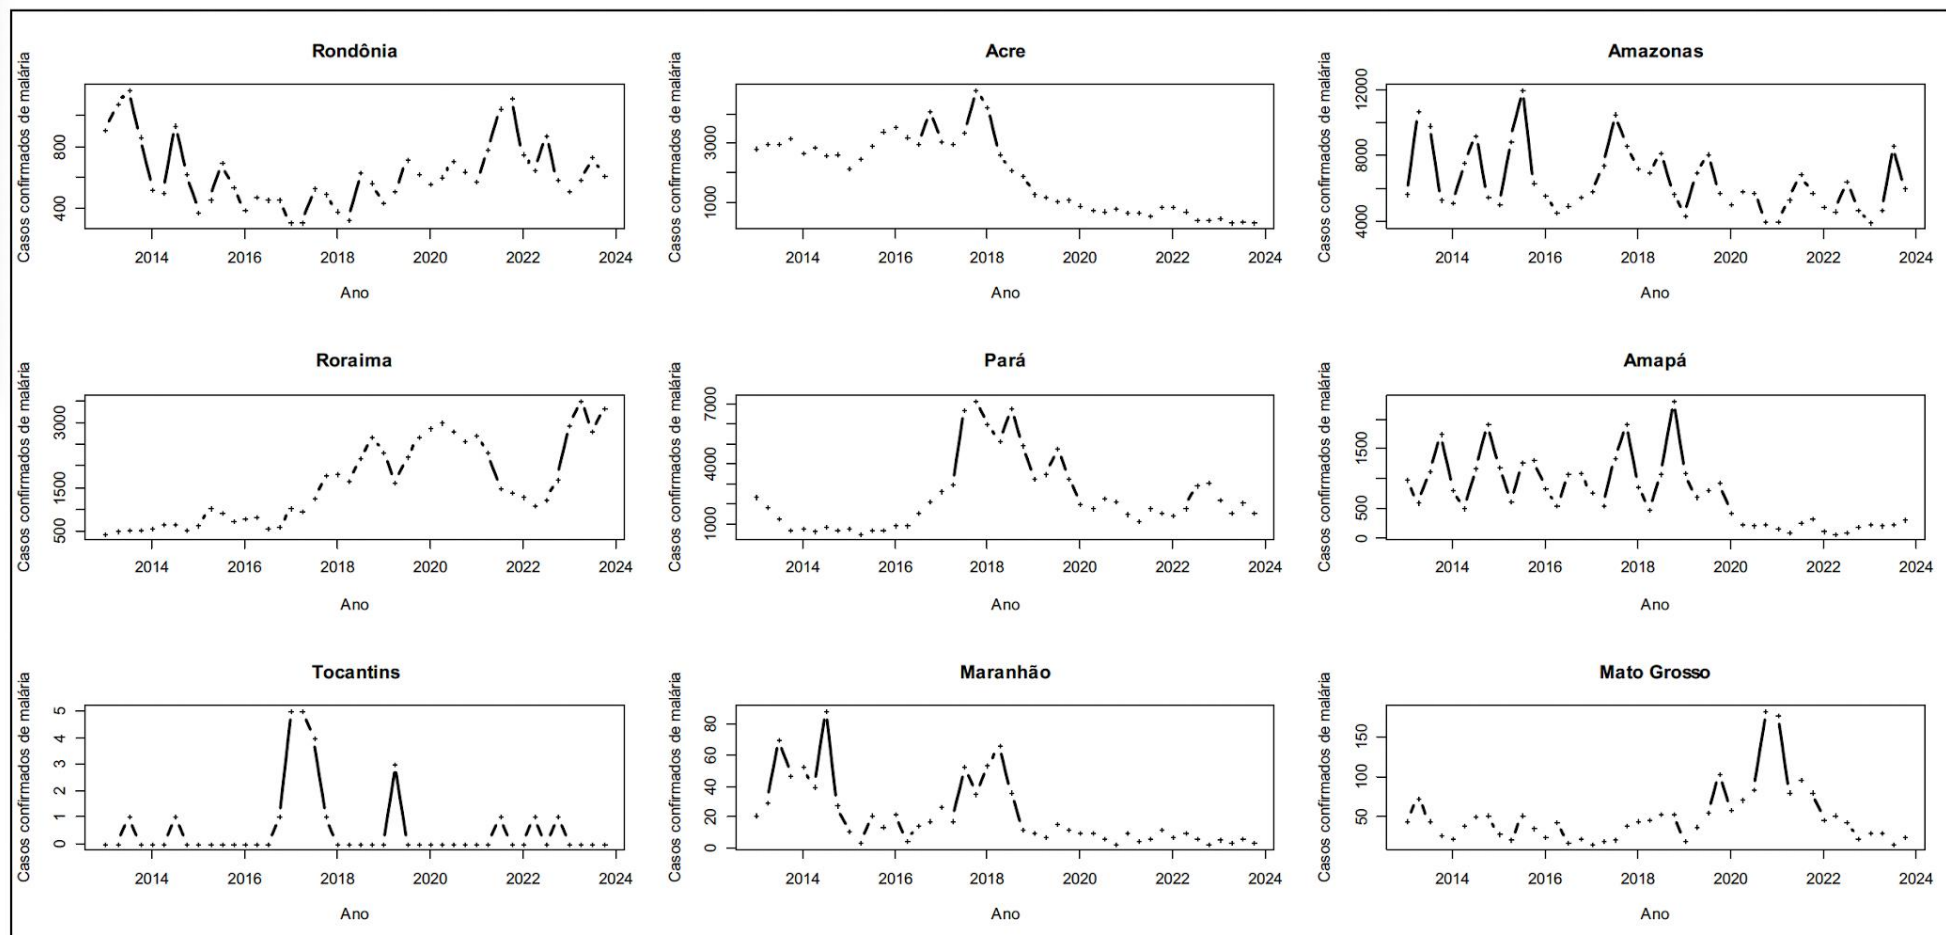 Rondônia
Casos confirmados de malária
800
400
2014 2016 2018 2020 2022 2024
Ano
Acre
Casos confirmados de malária
3000
1000
2014 2016 2018 2020 2022 2024
Ano
Amazonas
Casos confirmados de malária
12000
8000
4000
2014 2016 2018 2020 2022 2024
Ano
Roraima
Casos confirmados de malária
3000
1500
500
2014 2016 2018 2020 2022 2024
Ano
Pará
Casos confirmados de malária
7000
4000
1000
2014 2016 2018 2020 2022 2024
Ano
Amapá
Casos confirmados de malária
1500
500
0
2014 2016 2018 2020 2022 2024
Ano
Tocantins
Casos confirmados de malária
5
4
3
2
1
0
2014 2016 2018 2020 2022 2024
Ano
Maranhão
Casos confirmados de malária
80
60
40
20
0
2014 2016 2018 2020 2022 2024
Ano
Mato Grosso
Casos confirmados de malária
150
100
50
2014 2016 2018 2020 2022 2024
Ano